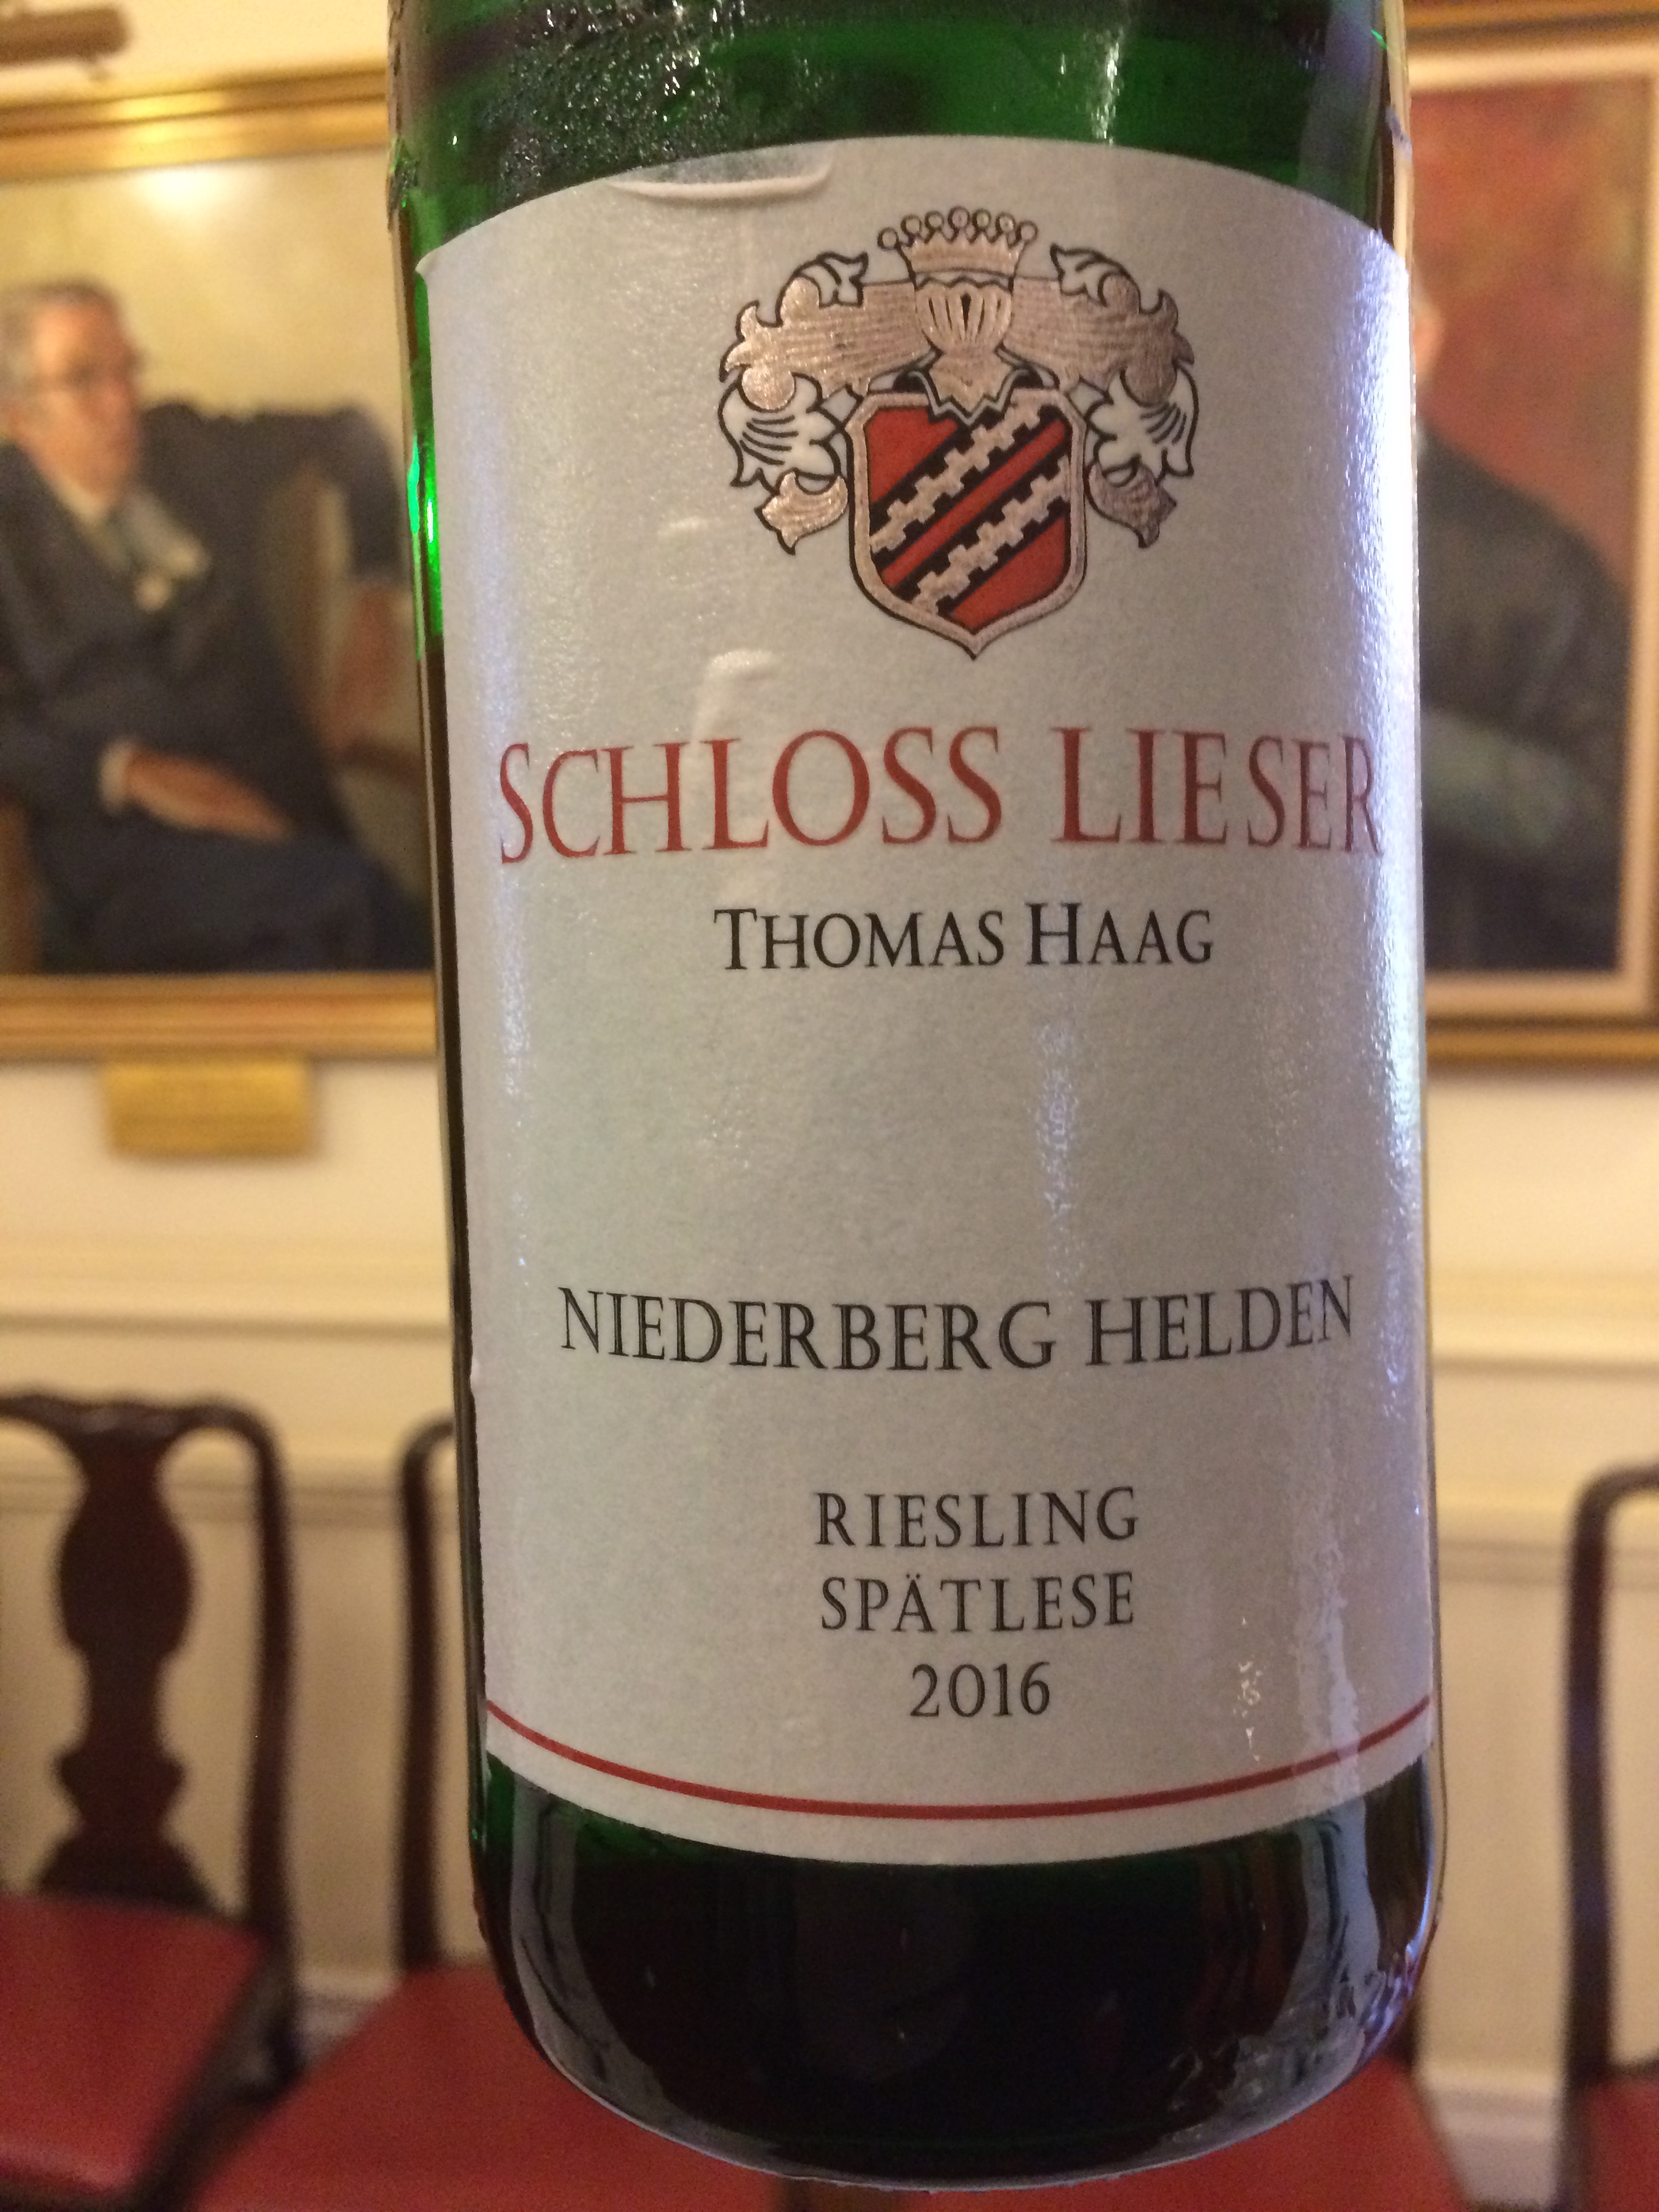 SCHLOSS LIESER
THOMAS HAAG
NIEDERBERG HELDEN
RIESLING
SPÄTLESE
2016